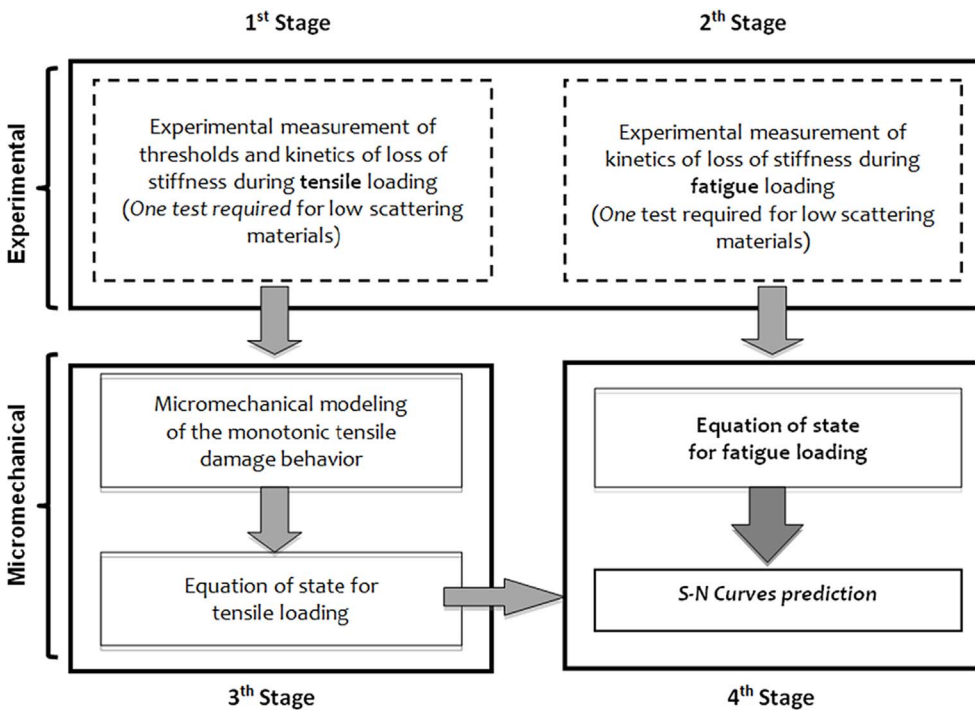 1st Stage
2th Stage
Experimental
Experimental measurement of
thresholds and kinetics of loss of
stiffness during tensile loading
(One test required for low scattering
materials)
Experimental measurement of
kinetics of loss of stiffness during
fatigue loading
(One test required for low scattering
materials)
Micromechanical
Micromechanical modeling
of the monotonic tensile
damage behavior
Equation of state for
tensile loading
Equation of state
for fatigue loading
S-N Curves prediction
3th Stage
4th Stage